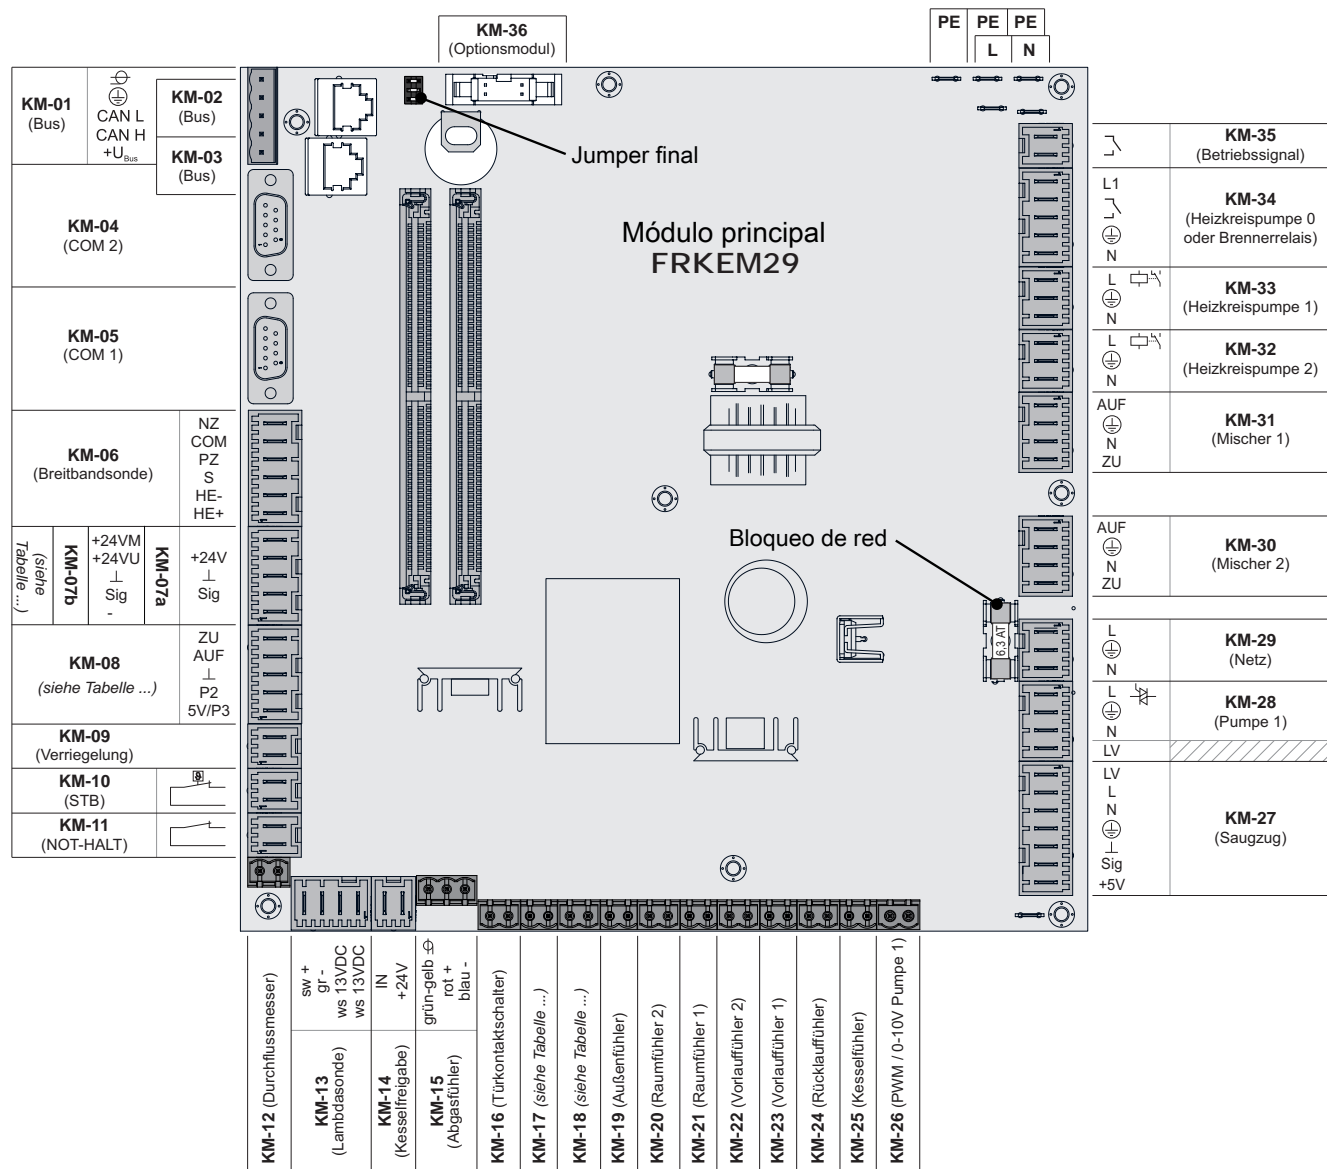 KM-36
(Optionsmodul)
PE PE PE
L N
KM-01
(Bus)
CAN L
CAN H
+U Bus
KM-02
(Bus)
KM-03
(Bus)
KM-04
(COM 2)
KM-05
(COM 1)
KM-06
(Breitbandsonde)
NZ
COM
PZ
S
HE-
HE+
(siehe
Tabelle ...)
KM-07b
+24VM
+24VU
⊥
Sig
-
KM-07a
+24V
⊥
Sig
KM-08
(siehe Tabelle ...)
ZU
AUF
⊥
P2
5V/P3
KM-09
(Verriegelung)
KM-10
(STB)
KM-11
(NOT-HALT)
Jumper final
Módulo principal
FRKEM29
Bloqueo de red
6,3 AT
KM-35
(Betriebssignal)
L1
N
KM-34
(Heizkreispumpe 0
oder Brennerrelais)
L
N
KM-33
(Heizkreispumpe 1)
L
N
KM-32
(Heizkreispumpe 2)
AUF
N
ZU
KM-31
(Mischer 1)
AUF
N
ZU
KM-30
(Mischer 2)
L
N
KM-29
(Netz)
L
N
LV
KM-28
(Pumpe 1)
LV
L
N
⊥
Sig
+5V
KM-27
(Saugzug)
KM-12 (Durchflussmesser)
sw +
gr -
ws 13VDC
ws 13VDC
KM-13
(Lambdasonde)
IN
+24V
KM-14
(Kesselfreigabe)
grün-gelb
rot +
blau -
KM-15
(Abgasfühler)
KM-16 (Türkontaktschalter)
KM-17 (siehe Tabelle ...)
KM-18 (siehe Tabelle ...)
KM-19 (Außenfühler)
KM-20 (Raumfühler 2)
KM-21 (Raumfühler 1)
KM-22 (Vorlauffühler 2)
KM-23 (Vorlauffühler 1)
KM-24 (Rücklauffühler)
KM-25 (Kesselfühler)
KM-26 (PWM / 0-10V Pumpe 1)